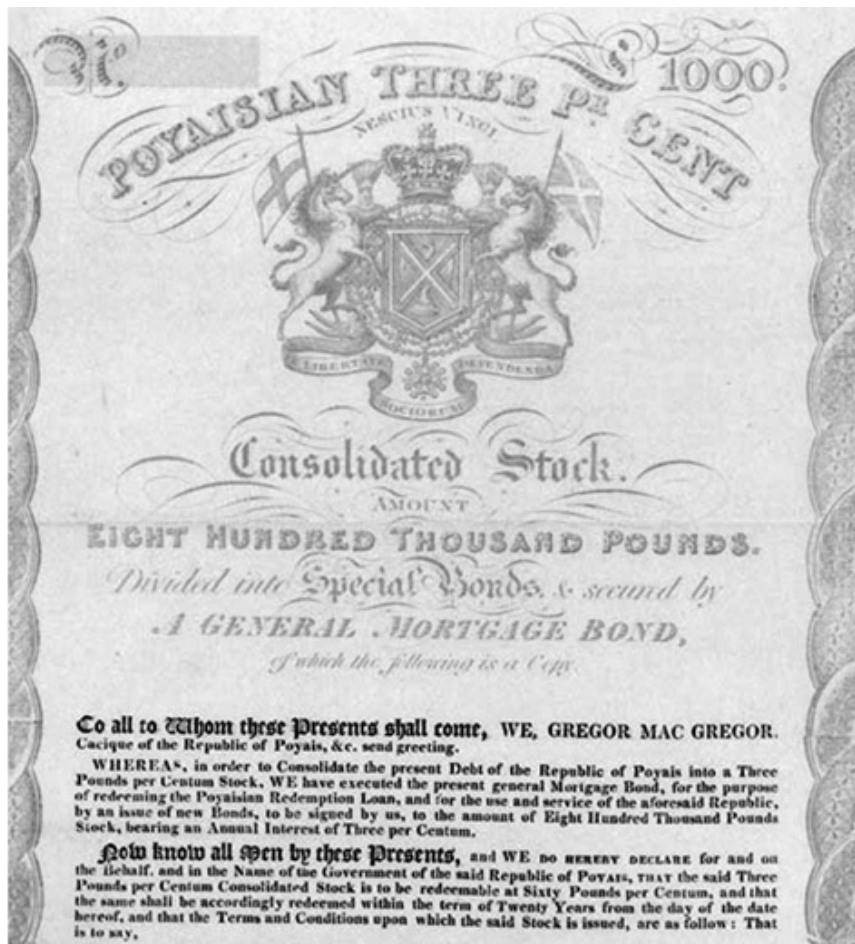 No
£ 1000.
POYAISIAN THREE PR CENT
NESCIUS VINCI.
E LIBERTATE DEFENDENDA
SOCIORUM
Consolidated Stock.
AMOUNT
EIGHT HUNDRED THOUSAND POUNDS.
Divided into Special Bonds, & secured by
A GENERAL MORTGAGE BOND,
of which the following is a Copy.
To all to Whom these Presents shall come, WE, GREGOR MAC GREGOR.
Cacique of the Republic of Poyais, &c. send greeting.
WHEREAS, in order to Consolidate the present Debt of the Republic of Poyais into a Three
Pounds per Centum Stock, WE have executed the present general Mortgage Bond, for the purpose
of redeeming the Poyaisian Redemption Loan, and for the use and service of the aforesaid Republic,
by an issue of new Bonds, to be signed by us, to the amount of Eight Hundred Thousand Pounds
Stock, bearing an Annual Interest of Three per Centum.
Now know all Men by these Presents, and WE DO HEREBY DECLARE for and on
the Behalf, and in the Name of the Government of the said Republic of POYAIS, THAT the said Three
Pounds per Centum Consolidated Stock is to be redeemable at Sixty Pounds per Centum, and that
the same shall be accordingly redeemed within the term of Twenty Years from the day of the date
hereof, and that the Terms and Conditions upon which the said Stock is issued, are as follow: That
is to say,